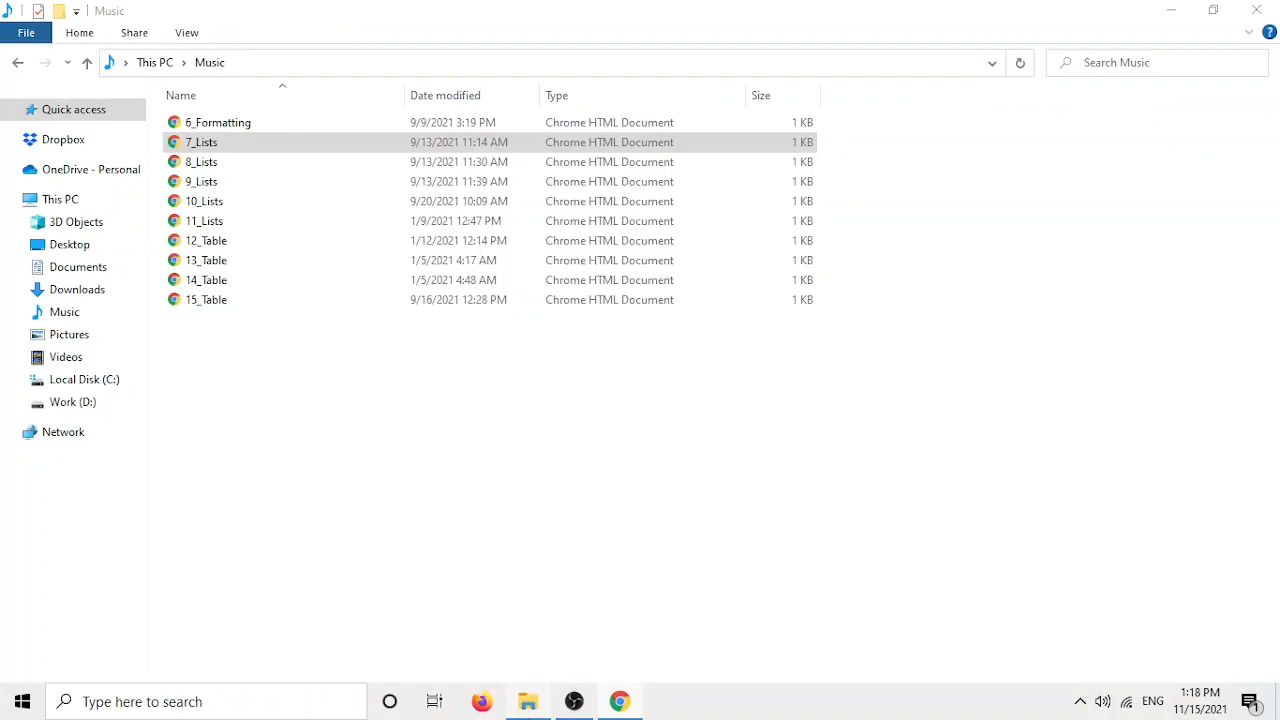 Music
File Home Share View
This PC Music
Search Music
Name Date modified Type Size
Quick access
Dropbox
OneDrive - Personal
This PC
3D Objects
Desktop
Documents
Downloads
Music
Pictures
Videos
Local Disk (C:)
Work (D:)
Network
6_Formatting 9/9/2021 3:19 PM Chrome HTML Document 1 KB
7_Lists 9/13/2021 11:14 AM Chrome HTML Document 1 KB
8_Lists 9/13/2021 11:30 AM Chrome HTML Document 1 KB
9_Lists 9/13/2021 11:39 AM Chrome HTML Document 1 KB
10_Lists 9/20/2021 10:09 AM Chrome HTML Document 1 KB
11_Lists 1/9/2021 12:47 PM Chrome HTML Document 1 KB
12_Table 1/12/2021 12:14 PM Chrome HTML Document 1 KB
13_Table 1/5/2021 4:17 AM Chrome HTML Document 1 KB
14_Table 1/5/2021 4:48 AM Chrome HTML Document 1 KB
15_Table 9/16/2021 12:28 PM Chrome HTML Document 1 KB
Type here to search
ENG
1:18 PM
11/15/2021
1